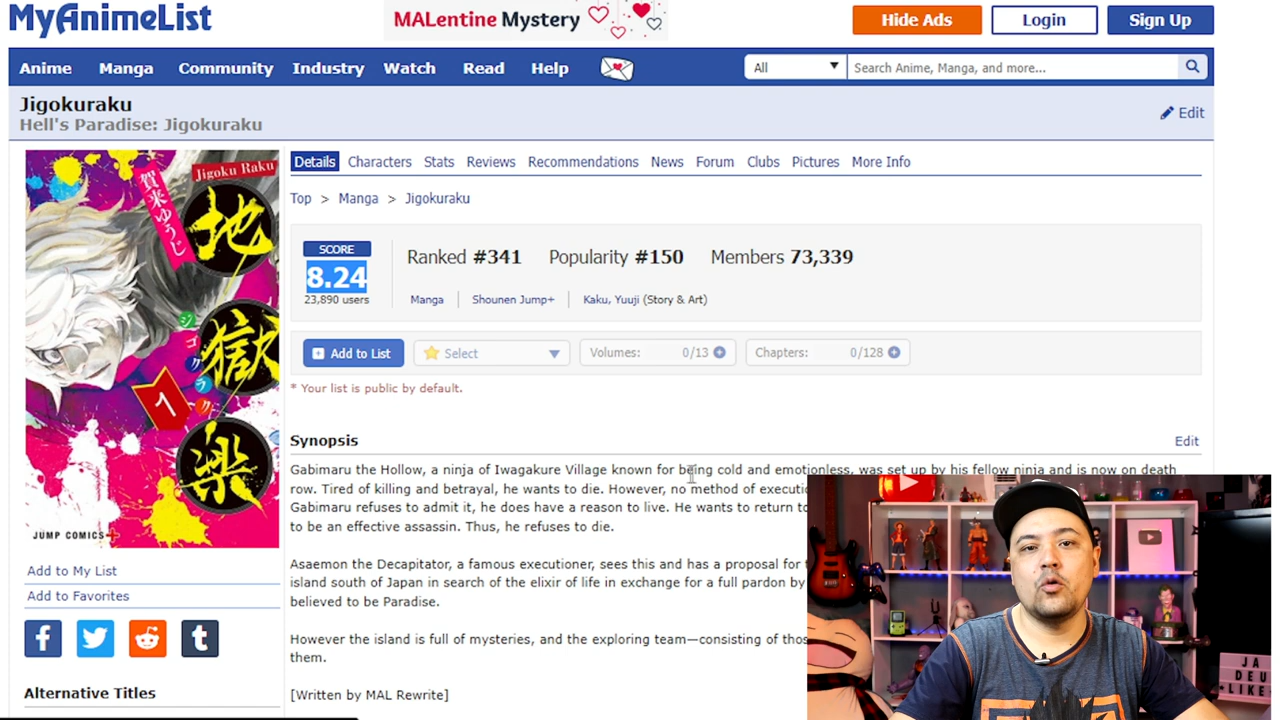 MyAnimeList
MALentine Mystery
Hide Ads
Login
Sign Up
Anime
Manga
Community
Industry
Watch
Read
Help
All
Search Anime, Manga, and more...
Jigokuraku
Hell's Paradise: Jigokuraku
Edit
Jigoku Raku
賀来ゆうじ
地
獄
楽
ジゴクラク
1
JUMP COMICS+
Details
Characters
Stats
Reviews
Recommendations
News
Forum
Clubs
Pictures
More Info
Top > Manga > Jigokuraku
SCORE
8.24
23,890 users
Ranked #341
Popularity #150
Members 73,339
Manga
Shounen Jump+
Kaku, Yuuji (Story & Art)
Add to List
Select
Volumes: 0/13
Chapters: 0/128
* Your list is public by default.
Synopsis
Edit
Gabimaru the Hollow, a ninja of Iwagakure Village known for being cold and emotionless, was set up by his fellow ninja and is now on death
row. Tired of killing and betrayal, he wants to die. However, no method of
Gabimaru refuses to admit it, he does have a reason to live. He wants to return to
to be an effective assassin. Thus, he refuses to die.
Asaemon the Decapitator, a famous executioner, sees this and has a proposal for
island south of Japan in search of the elixir of life in exchange for a full pardon by
believed to be Paradise.
However the island is full of mysteries, and the exploring team—consisting of
them.
[Written by MAL Rewrite]
Add to My List
Add to Favorites
f
t
Alternative Titles
JA
DEU
*LIKE